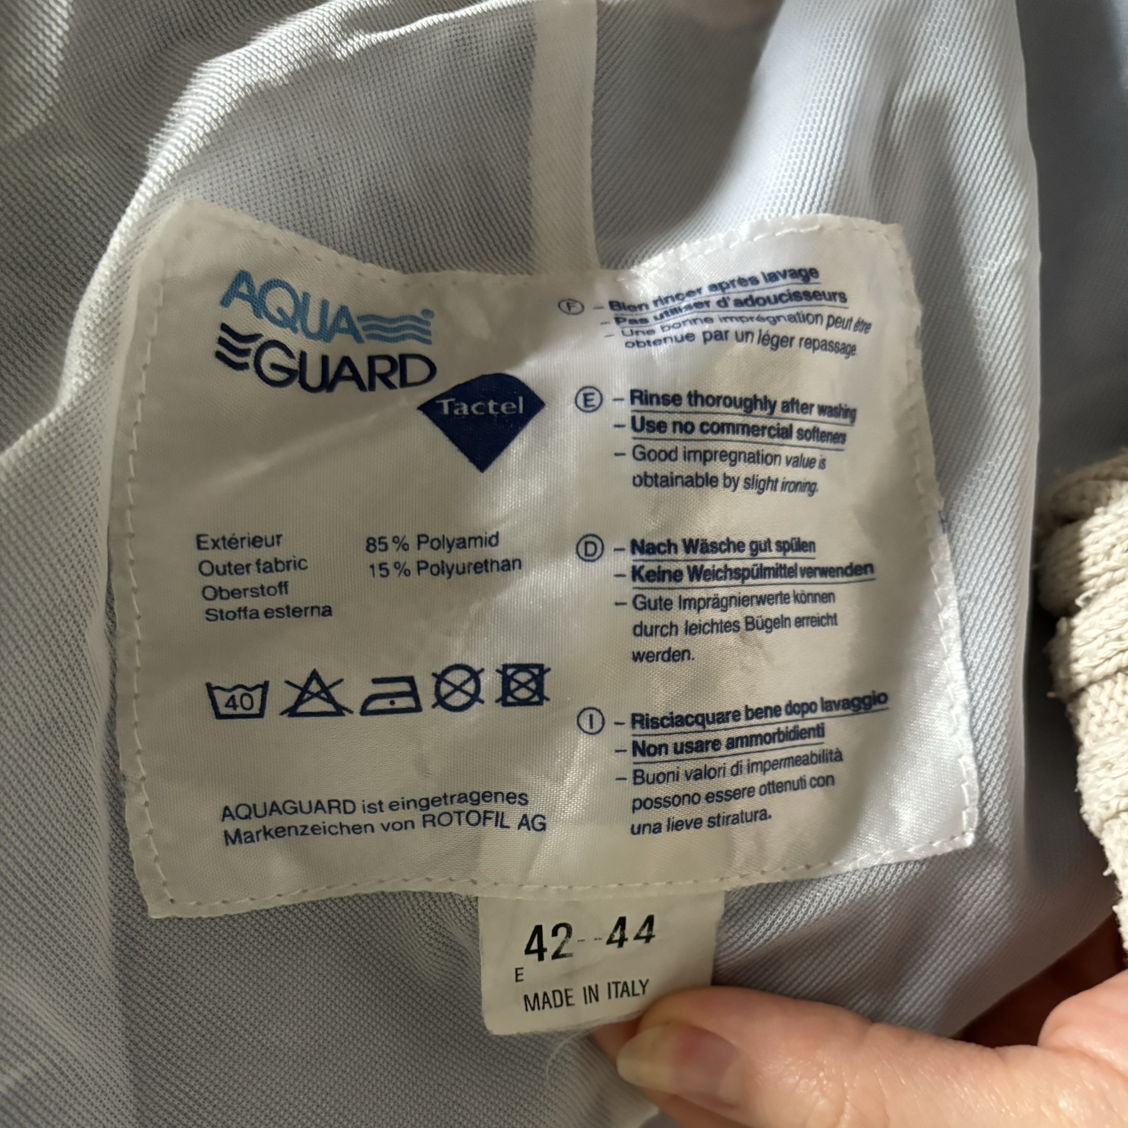 AQUA®
GUARD
Tactel
Extérieur 85% Polyamid
Outer fabric 15% Polyurethan
Oberstoff
Stoffa esterna
40
AQUAGUARD ist eingetragenes
Markenzeichen von ROTOFIL AG
F – Bien rincer après lavage
– Pas utiliser d'adoucisseurs
– Une bonne imprégnation peut être
obtenue par un léger repassage.
E – Rinse thoroughly after washing
– Use no commercial softeners
– Good impregnation value is
obtainable by slight ironing.
D – Nach Wäsche gut spülen
– Keine Weichspülmittel verwenden
– Gute Imprägnierwerte können
durch leichtes Bügeln erreicht
werden.
I – Risciacquare bene dopo lavaggio
– Non usare ammorbidienti
– Buoni valori di impermeabilità
possono essere ottenuti con
una lieve stiratura.
42--44
E
MADE IN ITALY